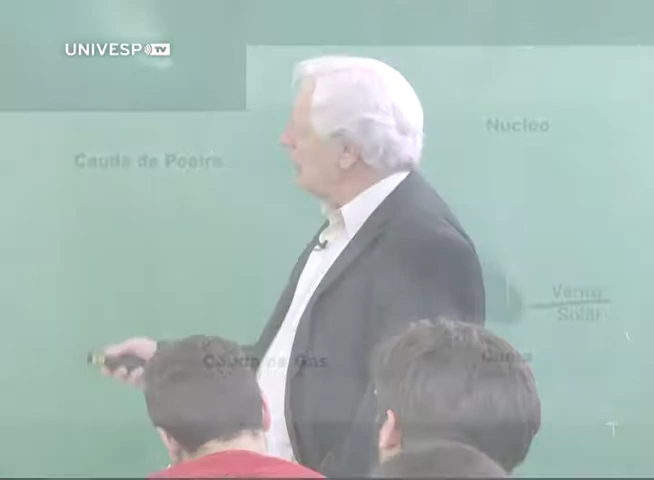 UNIVESP TV
Nucleo
Cauda de Poeira
Vento
Solar
Cauda de Gas
Coma